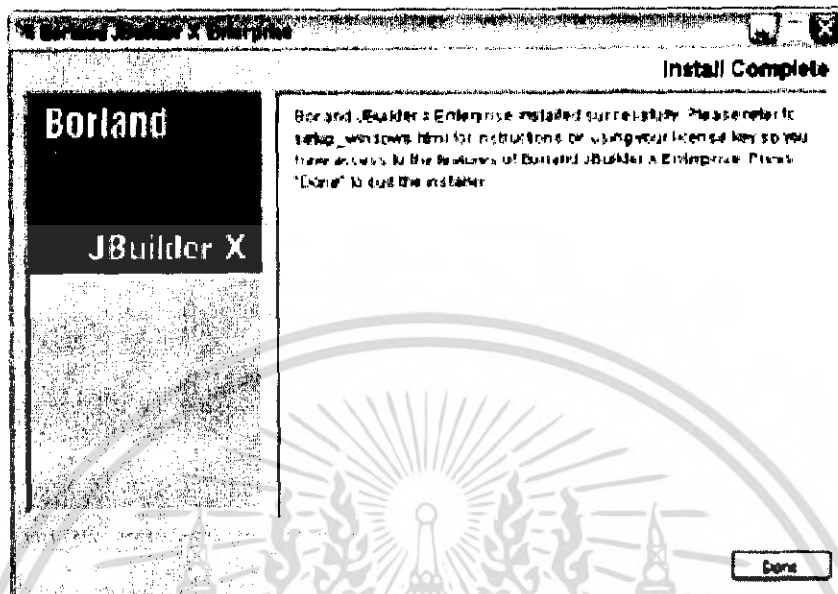 Borland JBuilder X Enterprise
Install Complete
Borland
JBuilder X
Borland JBuilder X Enterprise installed successfully. Please refer to
setup_windows.html for instructions on using your license key so you
have access to the features of Borland JBuilder X Enterprise. Press
"Done" to quit the installer.
Done